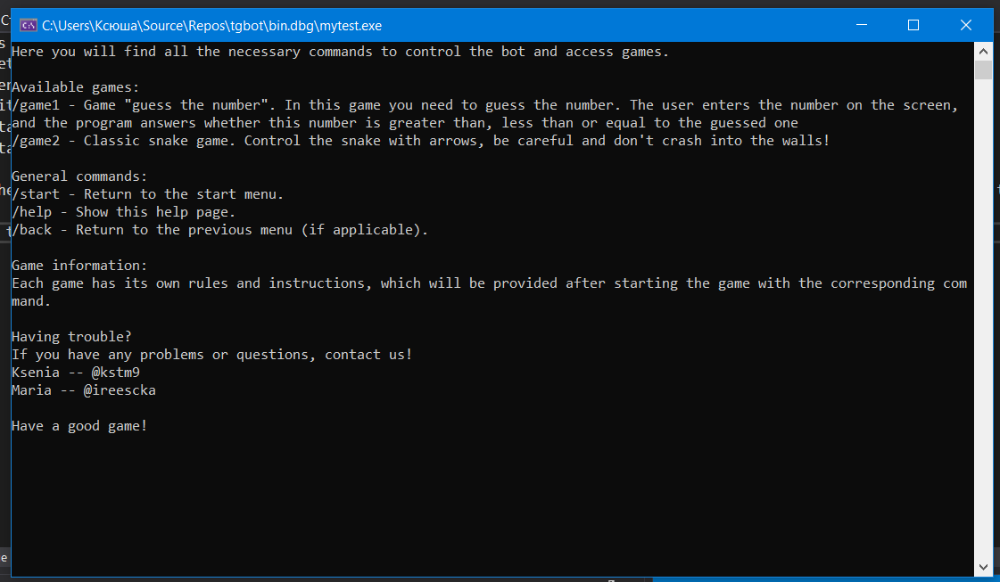 C:\Users\Ксюша\Source\Repos\tgbot\bin.dbg\mytest.exe
Here you will find all the necessary commands to control the bot and access games.
Available games:
/game1 - Game "guess the number". In this game you need to guess the number. The user enters the number on the screen,
and the program answers whether this number is greater than, less than or equal to the guessed one
/game2 - Classic snake game. Control the snake with arrows, be careful and don't crash into the walls!
General commands:
/start - Return to the start menu.
/help - Show this help page.
/back - Return to the previous menu (if applicable).
Game information:
Each game has its own rules and instructions, which will be provided after starting the game with the corresponding com
mand.
Having trouble?
If you have any problems or questions, contact us!
Ksenia -- @kstm9
Maria -- @ireescka
Have a good game!